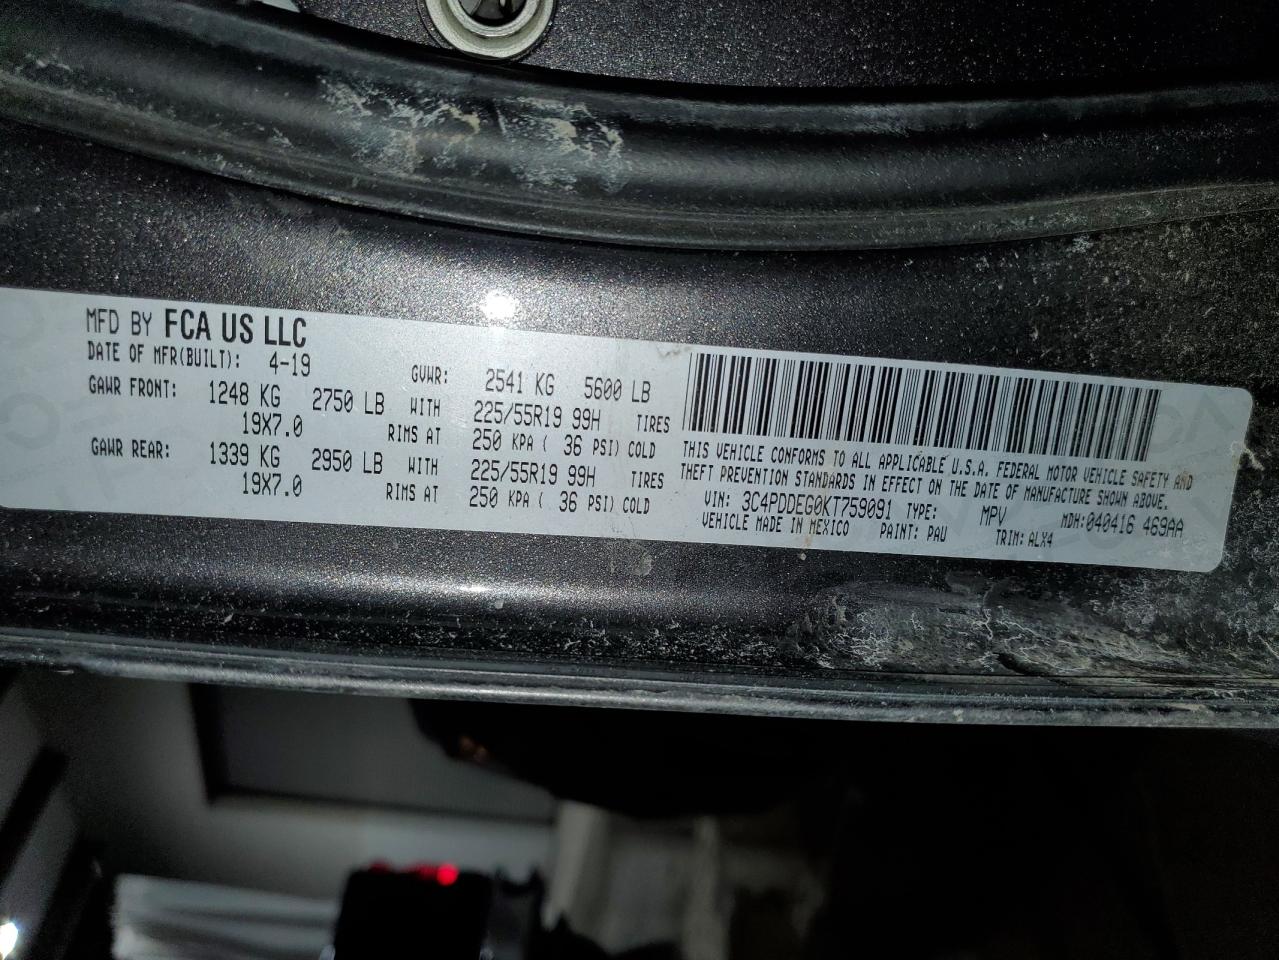 MFD BY FCA US LLC
DATE OF MFR(BUILT): 4-19 GVWR: 2541 KG 5600 LB
GAWR FRONT: 1248 KG 2750 LB WITH 225/55R19 99H TIRES
19X7.0 RIMS AT 250 KPA ( 36 PSI) COLD
GAWR REAR: 1339 KG 2950 LB WITH 225/55R19 99H TIRES
19X7.0 RIMS AT 250 KPA ( 36 PSI) COLD
THIS VEHICLE CONFORMS TO ALL APPLICABLE U.S.A. FEDERAL MOTOR VEHICLE SAFETY AND
THEFT PREVENTION STANDARDS IN EFFECT ON THE DATE OF MANUFACTURE SHOWN ABOVE.
VIN: 3C4PDDEG0KT759091 TYPE: MPV MDH:040416 469AA
VEHICLE MADE IN MEXICO PAINT: PAU TRIM: ALX4